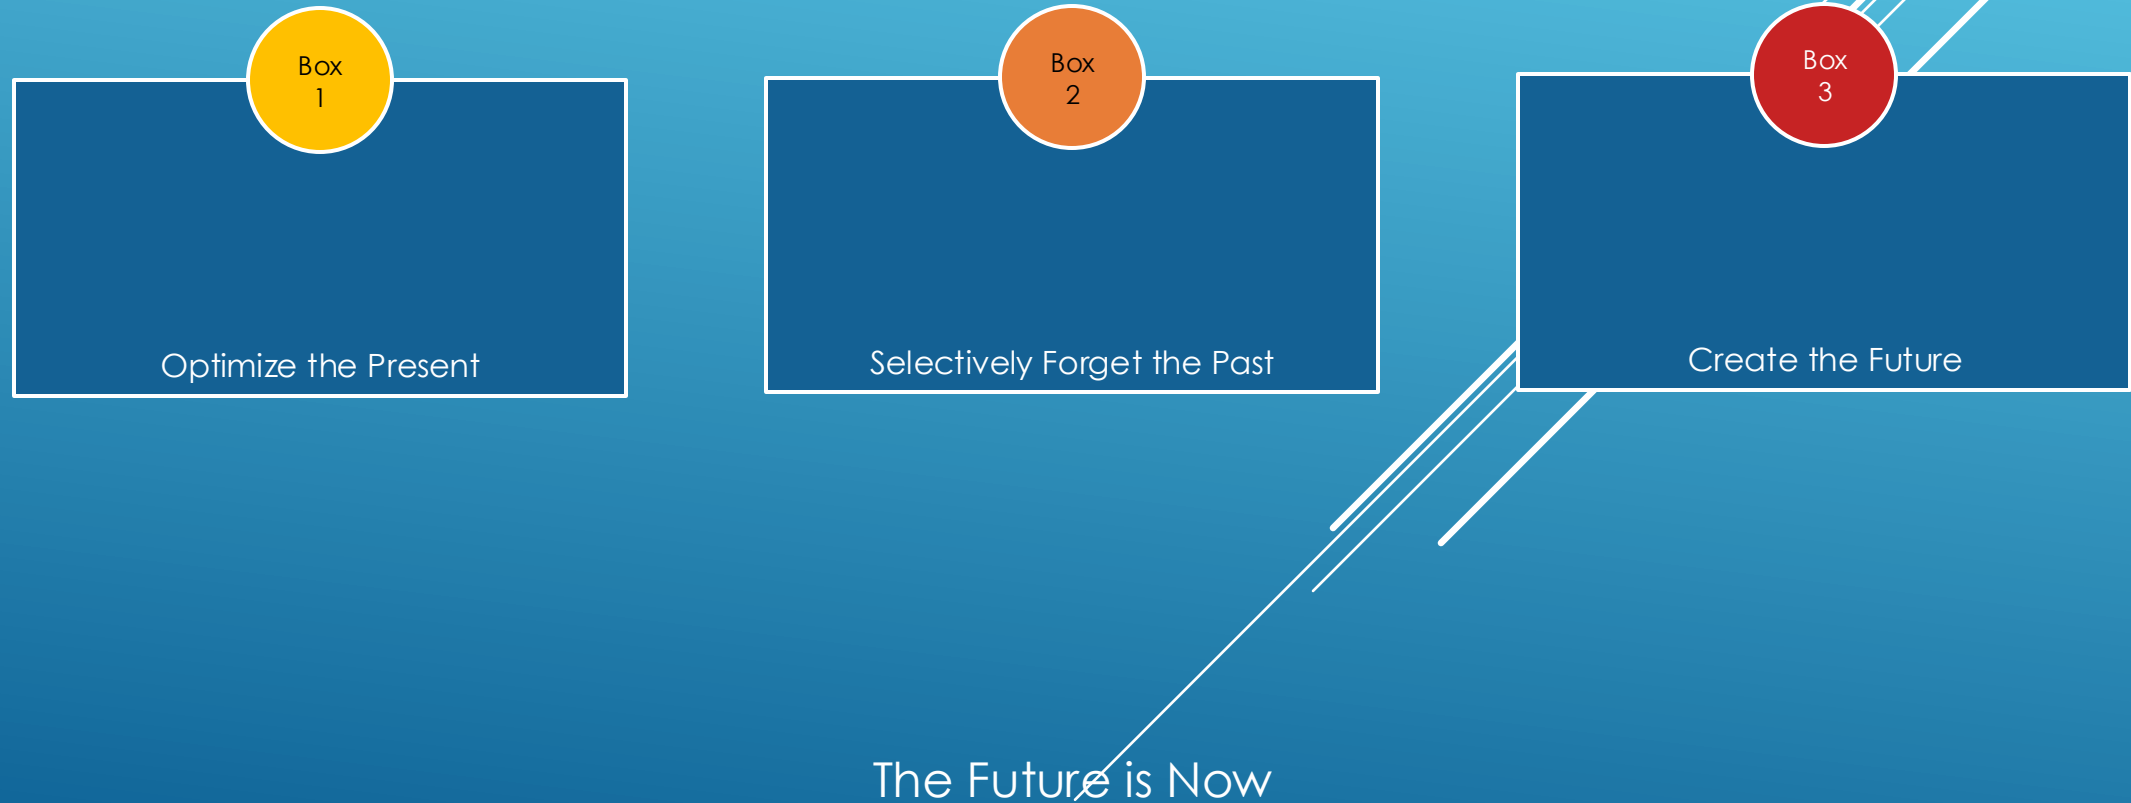 Box
1
Optimize the Present
Box
2
Selectively Forget the Past
Box
3
Create the Future
The Future is Now